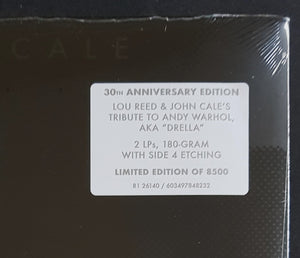 CALE
30TH ANNIVERSARY EDITION
LOU REED & JOHN CALE'S
TRIBUTE TO ANDY WARHOL,
AKA "DRELLA"
2 LPs, 180-GRAM
WITH SIDE 4 ETCHING
LIMITED EDITION OF 8500
R1 26140 / 603497848232